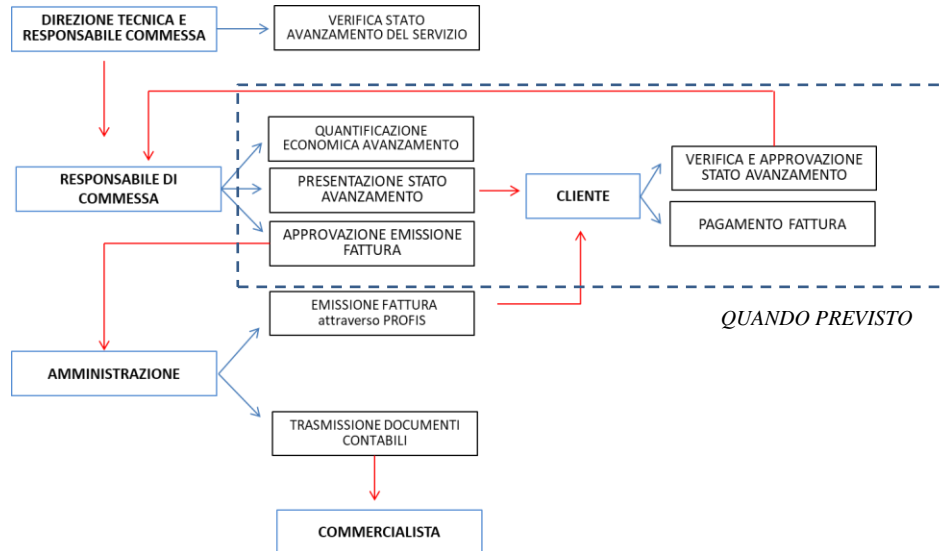 DIREZIONE TECNICA E
RESPONSABILE COMMESSA
VERIFICA STATO
AVANZAMENTO DEL SERVIZIO
QUANTIFICAZIONE
ECONOMICA AVANZAMENTO
VERIFICA E APPROVAZIONE
STATO AVANZAMENTO
RESPONSABILE DI
COMMESSA
PRESENTAZIONE STATO
AVANZAMENTO
CLIENTE
PAGAMENTO FATTURA
APPROVAZIONE EMISSIONE
FATTURA
EMISSIONE FATTURA
attraverso PROFIS
QUANDO PREVISTO
AMMINISTRAZIONE
TRASMISSIONE DOCUMENTI
CONTABILI
COMMERCIALISTA